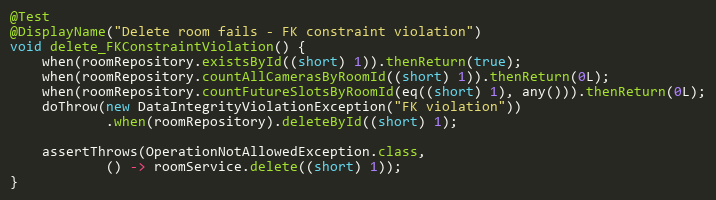 @Test
@DisplayName("Delete room fails - FK constraint violation")
void delete_FKConstraintViolation() {
    when(roomRepository.existsById((short) 1)).thenReturn(true);
    when(roomRepository.countAllCamerasByRoomId((short) 1)).thenReturn(0L);
    when(roomRepository.countFutureSlotsByRoomId(eq((short) 1), any())).thenReturn(0L);
    doThrow(new DataIntegrityViolationException("FK violation"))
            .when(roomRepository).deleteById((short) 1);

    assertThrows(OperationNotAllowedException.class,
            () -> roomService.delete((short) 1));
}